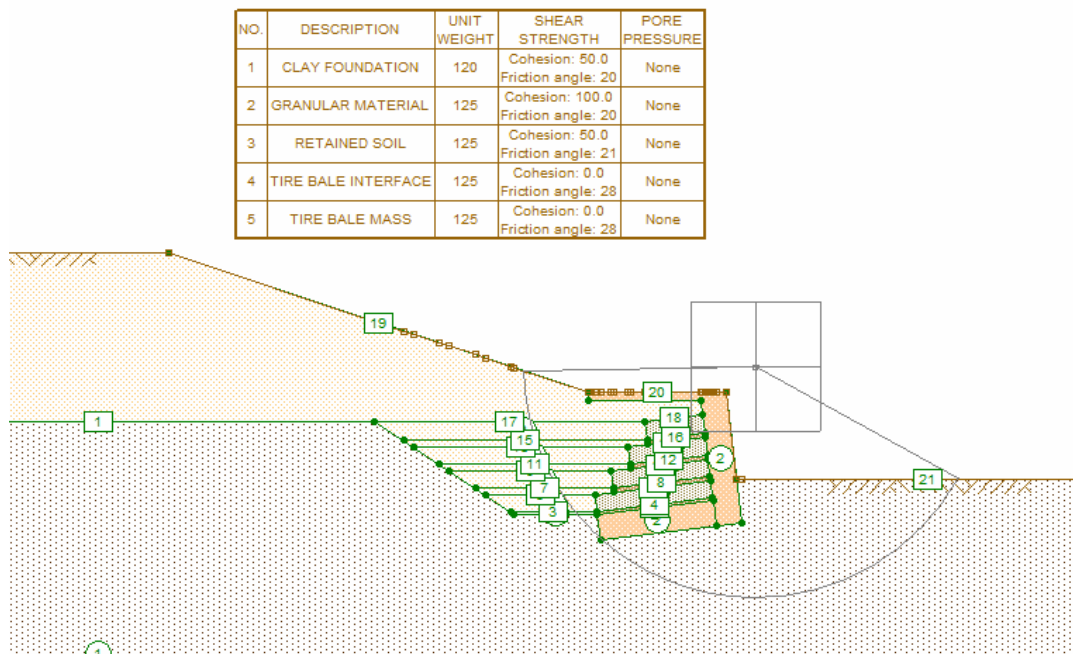 NO. DESCRIPTION UNIT WEIGHT SHEAR STRENGTH PORE PRESSURE
1 CLAY FOUNDATION 120 Cohesion: 50.0 Friction angle: 20 None
2 GRANULAR MATERIAL 125 Cohesion: 100.0 Friction angle: 20 None
3 RETAINED SOIL 125 Cohesion: 50.0 Friction angle: 21 None
4 TIRE BALE INTERFACE 125 Cohesion: 0.0 Friction angle: 28 None
5 TIRE BALE MASS 125 Cohesion: 0.0 Friction angle: 28 None
19
20
1
17
18
15
16
11
12
2
7
8
21
3
4
2
1